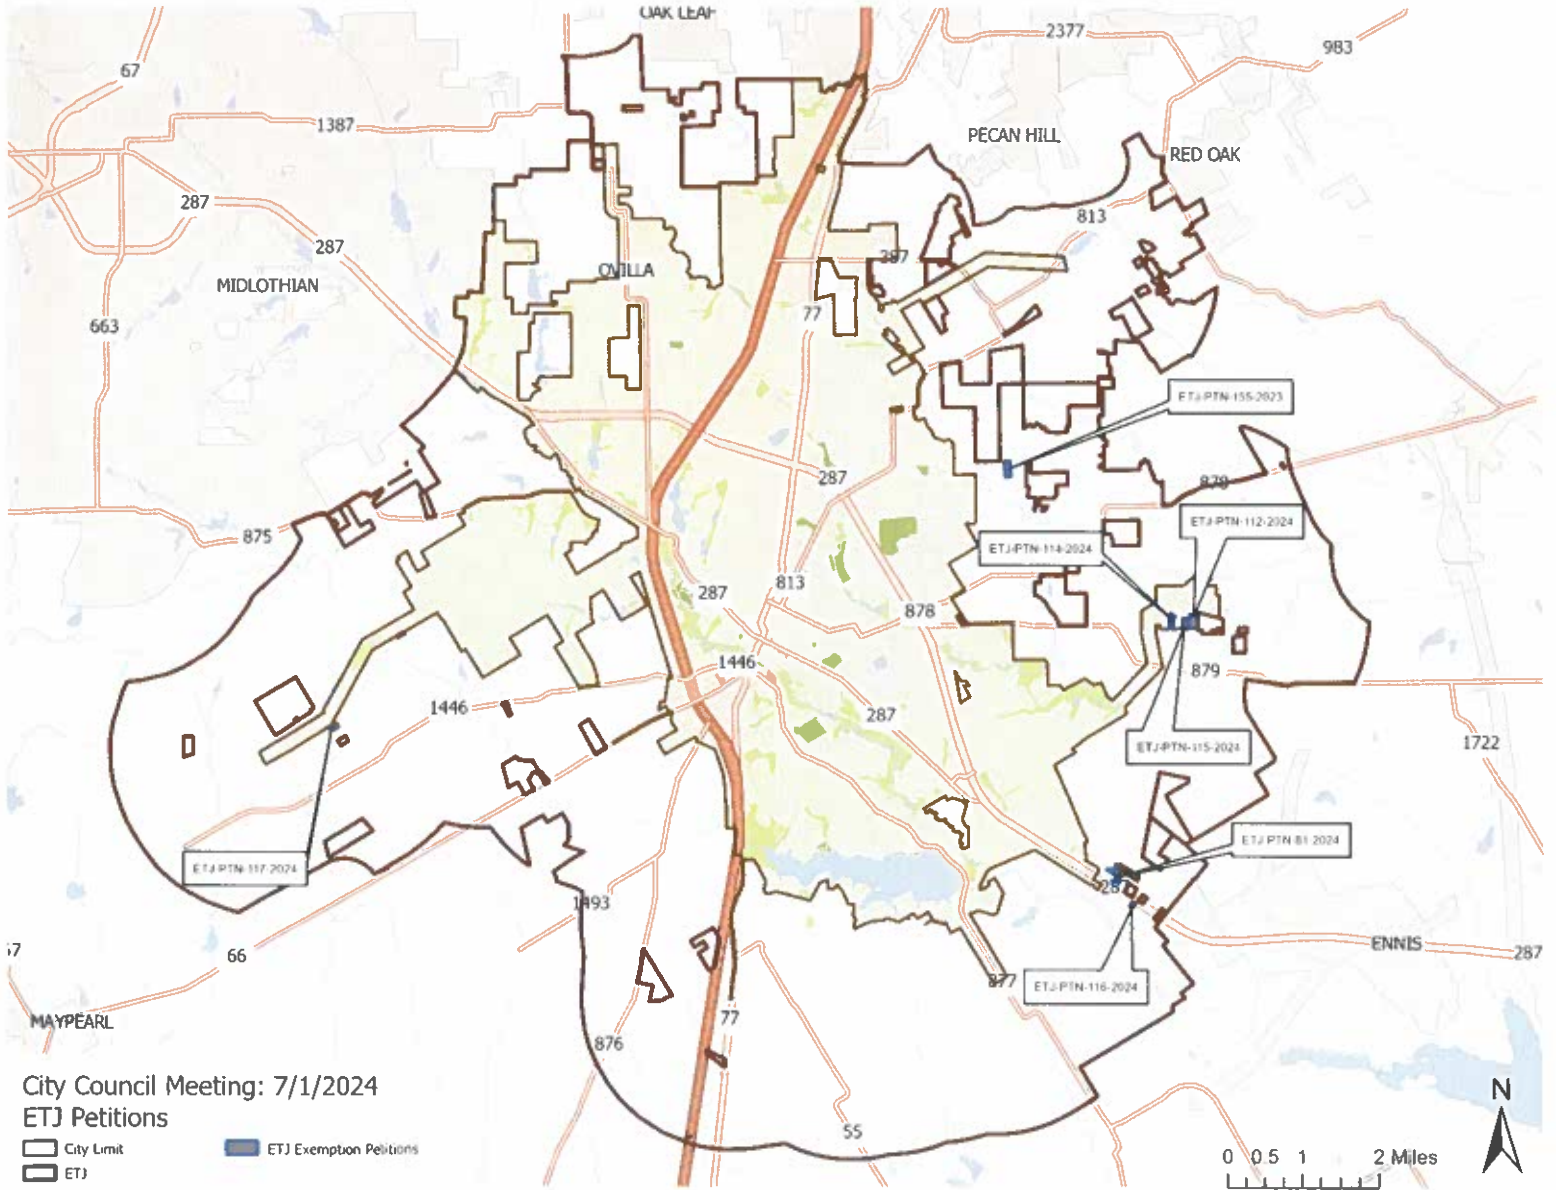 OAK LEAF
2377
983
67
1387
PECAN HILL
RED OAK
287
813
287
287
OVILLA
MIDLOTHIAN
77
663
ETJ-PTN-155-2023
287
878
ETJ-PTN-112-2024
875
ETJ-PTN-114-2024
813
287
878
1446
879
1446
287
ETJ-PTN-115-2024
1722
ETJ-PTN-117-2024
ETJ-PTN-81-2024
1493
ENNIS
287
66
877
ETJ-PTN-116-2024
MAYPEARL
77
876
City Council Meeting: 7/1/2024
ETJ Petitions
City Limit
ETJ Exemption Petitions
ETJ
55
N
0 0.5 1 2 Miles